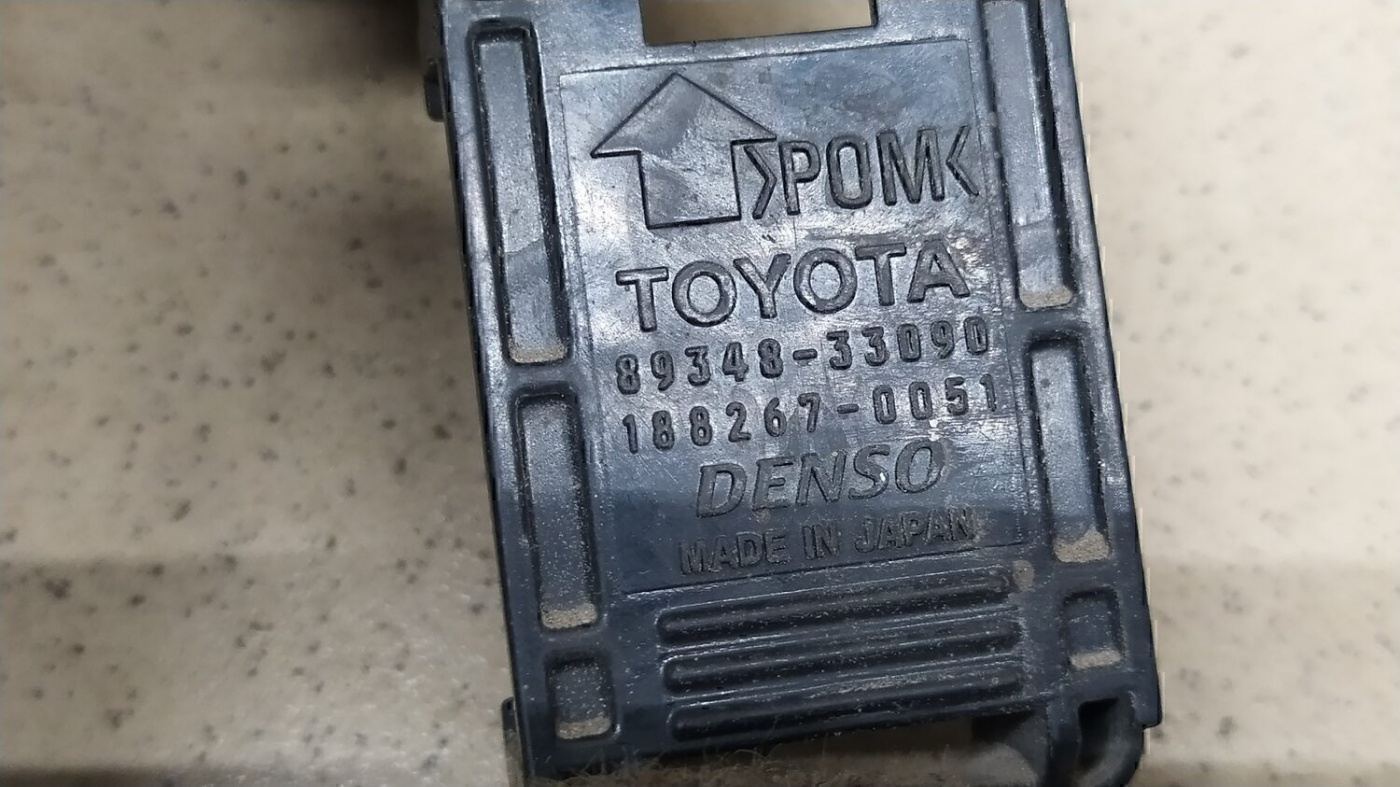 >POM<
TOYOTA
89348-33090
188267-0051
DENSO
MADE IN JAPAN